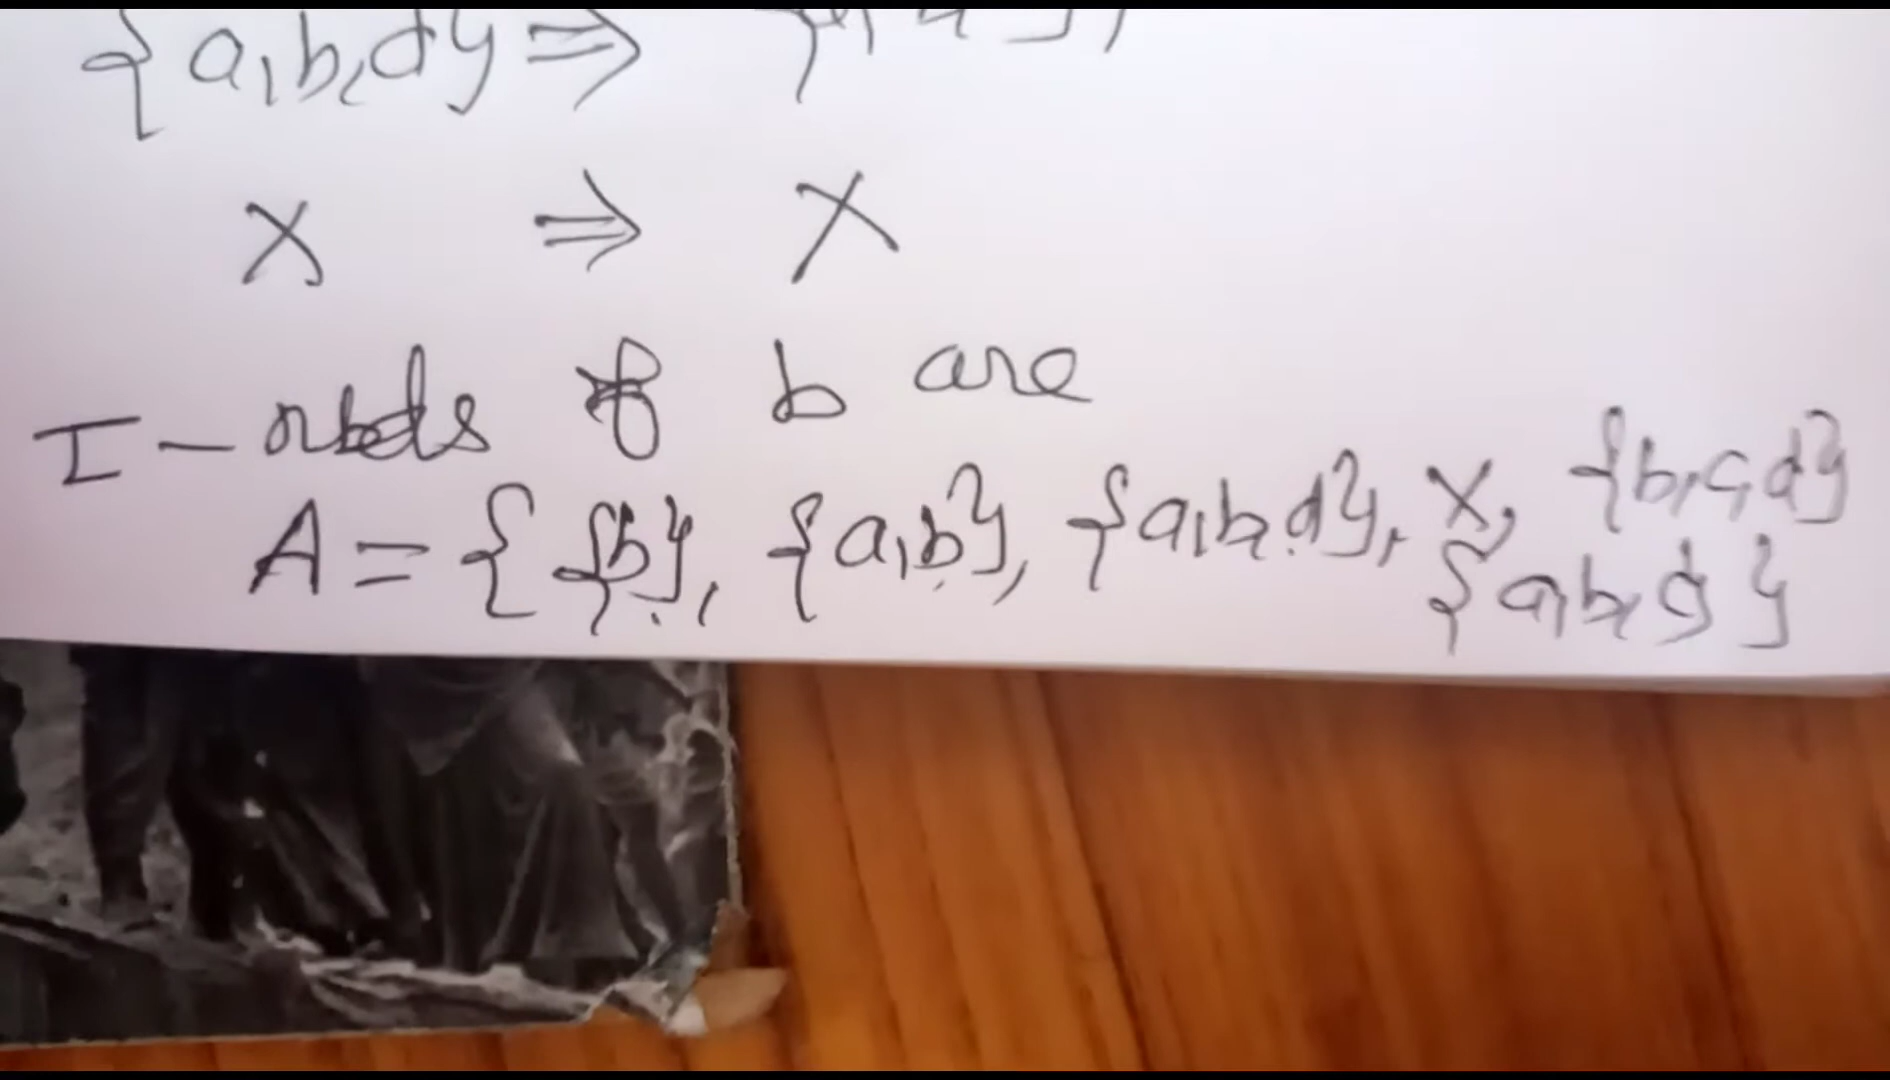 {a,b,d} ⇒
X ⇒ X
I-nbds of b are
A = { {b}, {a,b}, {a,b,d}, X, {b,c,d}
{a,b,d} }